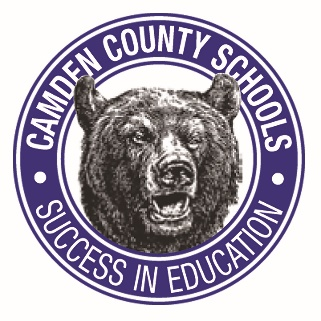 CAMDEN COUNTY SCHOOLS
SUCCESS IN EDUCATION